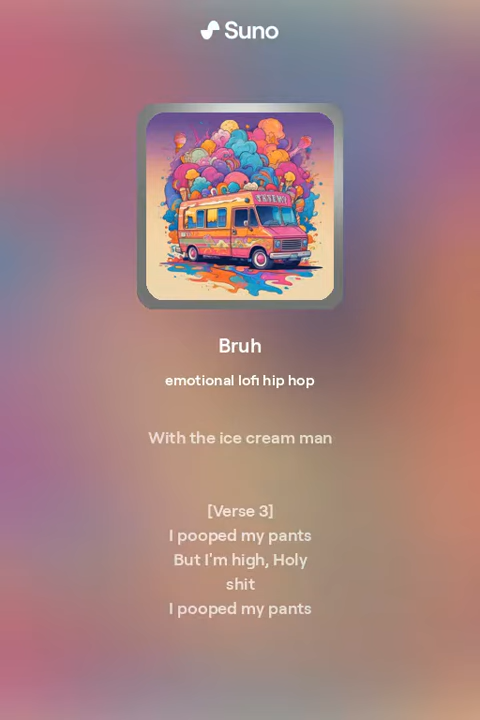 Suno
Bruh
emotional lofi hip hop
With the ice cream man
[Verse 3]
I pooped my pants
But I'm high, Holy
shit
I pooped my pants